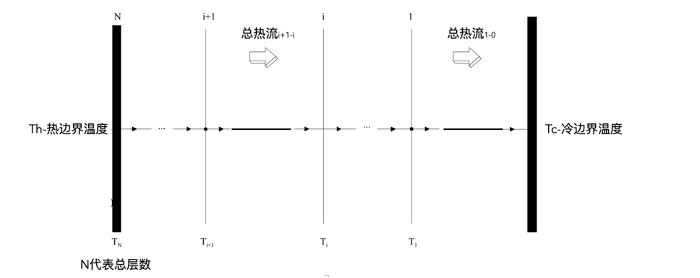 N i+1 i 1
总热流i+1-i 总热流1-0
... ...
Th-热边界温度 Tc-冷边界温度
TN Ti+1 Ti T1
N代表总层数